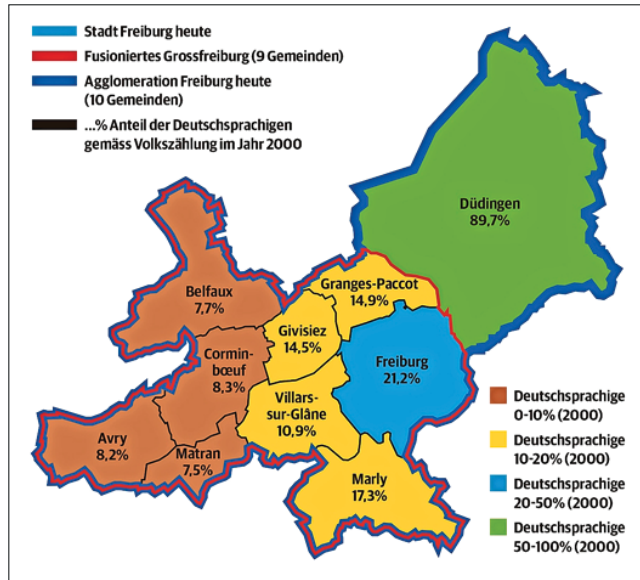 Stadt Freiburg heute
Fusioniertes Grossfreiburg (9 Gemeinden)
Agglomeration Freiburg heute
(10 Gemeinden)
...% Anteil der Deutschsprachigen
gemäss Volkszählung im Jahr 2000
Düdingen
89,7%
Belfaux
7,7%
Granges-Paccot
14,9%
Givisiez
14,5%
Cormin-
bœuf
8,3%
Freiburg
21,2%
Villars-
sur-Glâne
10,9%
Avry
8,2%
Matran
7,5%
Marly
17,3%
Deutschsprachige
0-10% (2000)
Deutschsprachige
10-20% (2000)
Deutschsprachige
20-50% (2000)
Deutschsprachige
50-100% (2000)